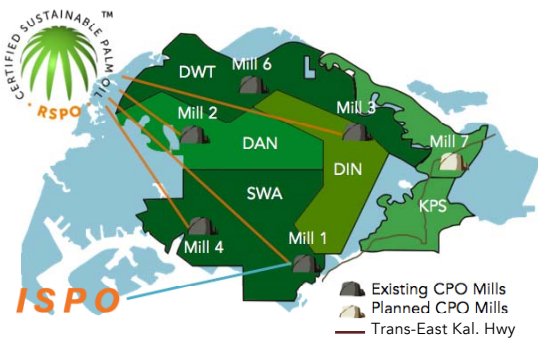 CERTIFIED SUSTAINABLE PALM OIL
TM
· RSPO ·
DWT
Mill 6
Mill 2
Mill 3
DAN
DIN
Mill 7
SWA
KPS
Mill 4
Mill 1
ISPO
Existing CPO Mills
Planned CPO Mills
Trans-East Kal. Hwy